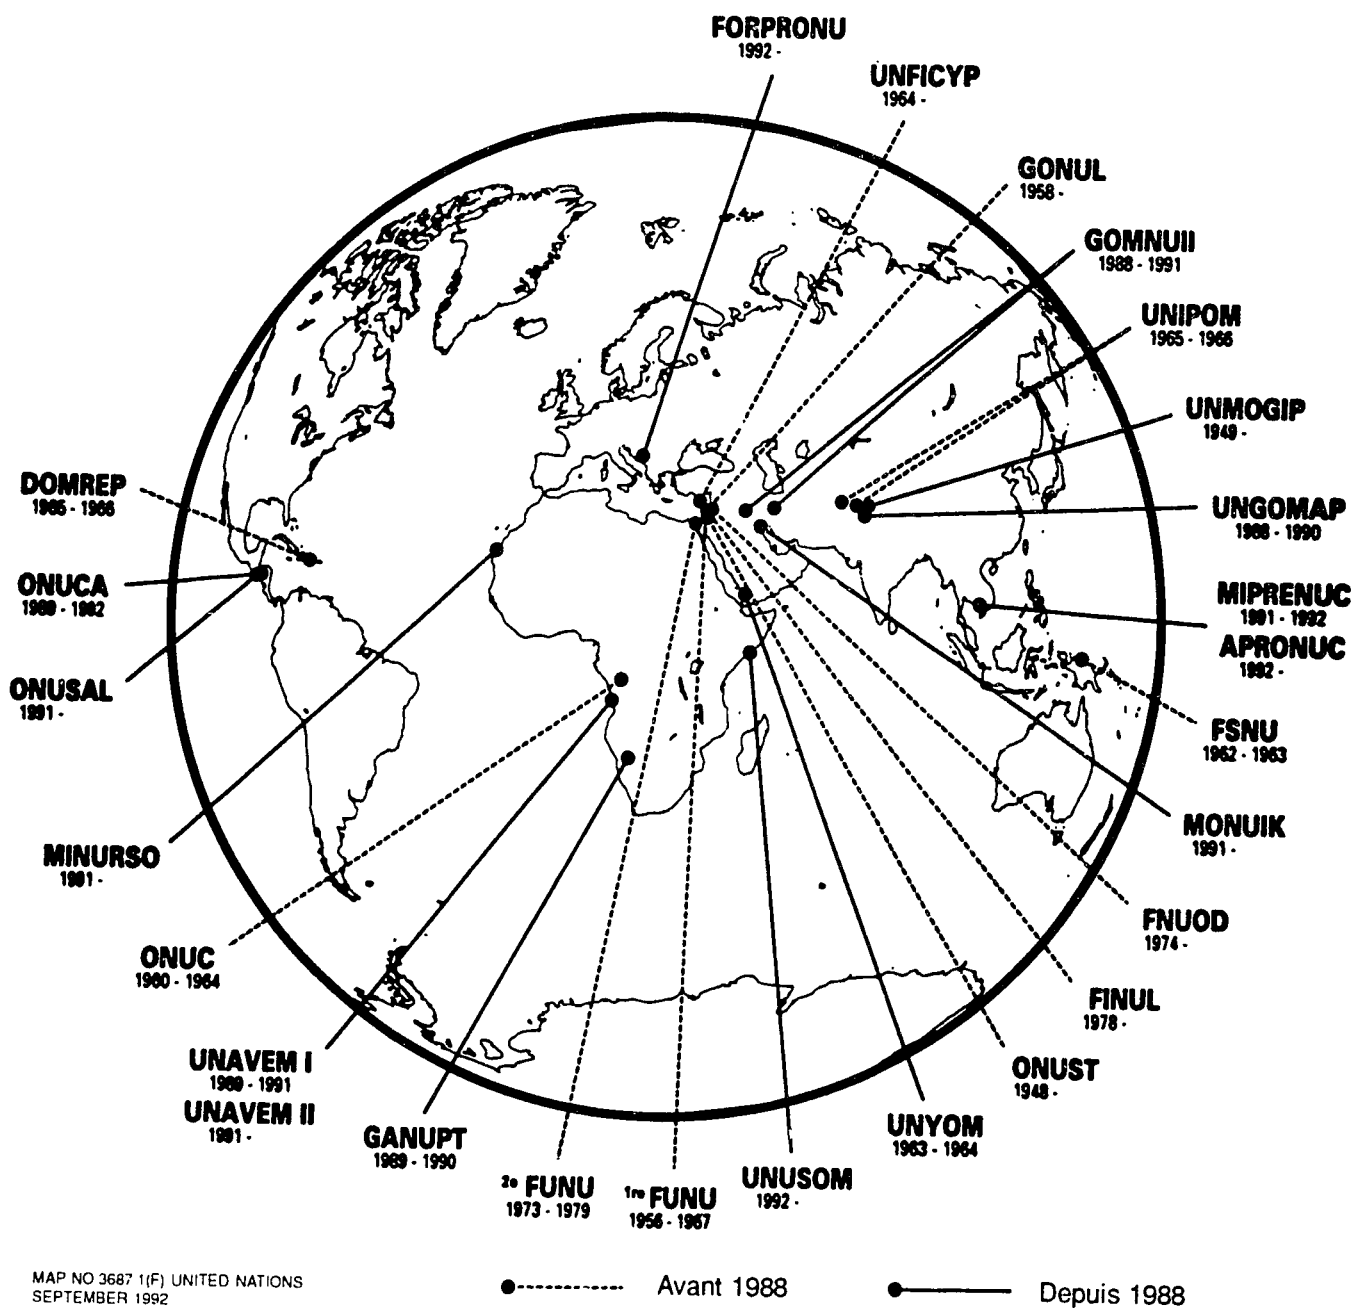 FORPRONU
1992 -
UNFICYP
1964 -
GONUL
1958 -
GOMNUII
1988 - 1991
UNIPOM
1965 - 1966
UNMOGIP
1949 -
UNGOMAP
1988 - 1990
MIPRENUC
1991 - 1992
APRONUC
1992 -
FSNU
1962 - 1963
MONUIK
1991 -
FNUOD
1974 -
FINUL
1978 -
ONUST
1948 -
UNYOM
1963 - 1964
UNUSOM
1992 -
1re FUNU
1956 - 1967
2e FUNU
1973 - 1979
GANUPT
1989 - 1990
UNAVEM I
1989 - 1991
UNAVEM II
1991 -
ONUC
1960 - 1964
MINURSO
1991 -
ONUSAL
1991 -
ONUCA
1989 - 1992
DOMREP
1965 - 1966
MAP NO 3687 1(F) UNITED NATIONS
SEPTEMBER 1992
Avant 1988
Depuis 1988